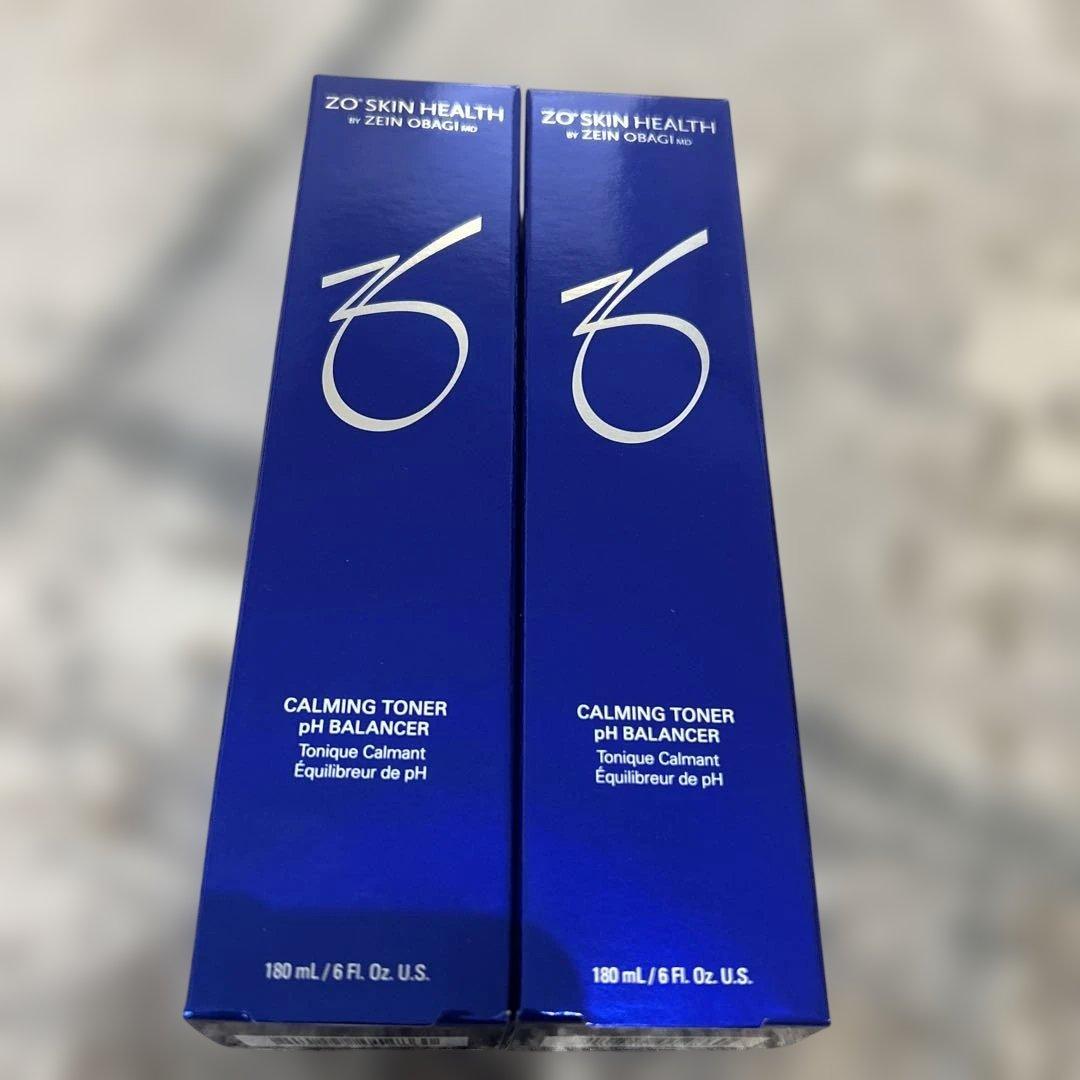 ZO® SKIN HEALTH
BY ZEIN OBAGI MD
CALMING TONER
pH BALANCER
Tonique Calmant
Équilibreur de pH
180 mL / 6 Fl. Oz. U.S.
ZO® SKIN HEALTH
BY ZEIN OBAGI MD
CALMING TONER
pH BALANCER
Tonique Calmant
Équilibreur de pH
180 mL / 6 Fl. Oz. U.S.